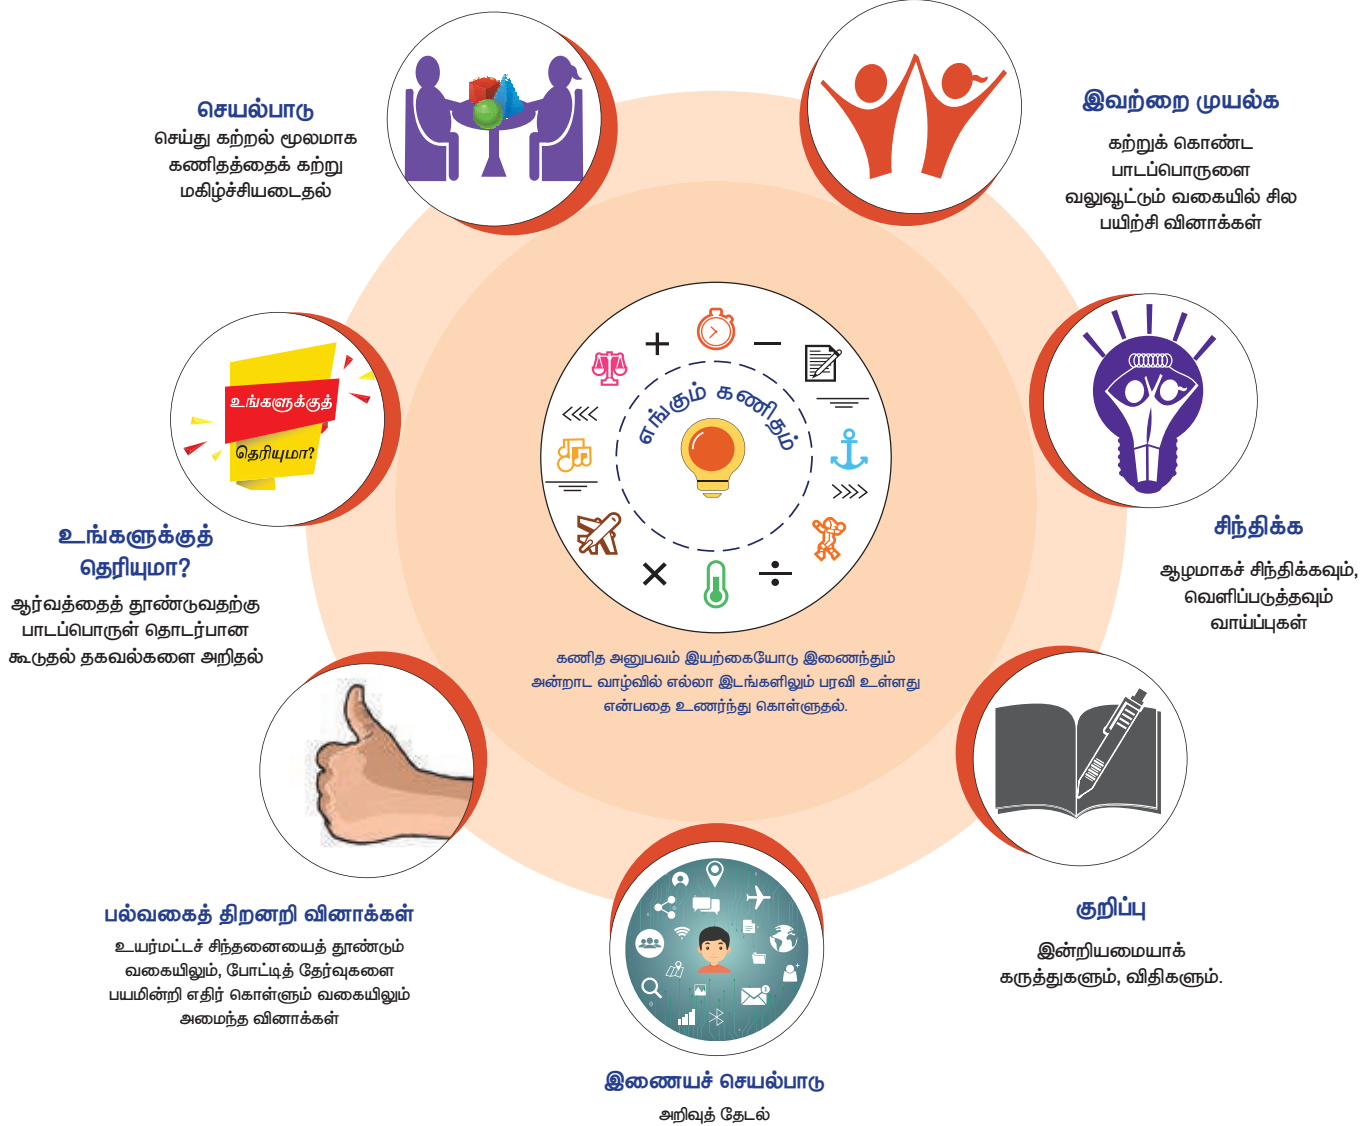 செயல்பாடு
செய்து கற்றல் மூலமாக
கணிதத்தைக் கற்று
மகிழ்ச்சியடைதல்
இவற்றை முயல்க
கற்றுக் கொண்ட
பாடப்பொருளை
வலுவூட்டும் வகையில் சில
பயிற்சி வினாக்கள்
உங்களுக்குத்
தெரியுமா?
உங்களுக்குத்
தெரியுமா?
ஆர்வத்தைத் தூண்டுவதற்கு
பாடப்பொருள் தொடர்பான
கூடுதல் தகவல்களை அறிதல்
எங்கும் கணிதம்
கணித அனுபவம் இயற்கையோடு இணைந்தும்
அன்றாட வாழ்வில் எல்லா இடங்களிலும் பரவி உள்ளது
என்பதை உணர்ந்து கொள்ளுதல்.
சிந்திக்க
ஆழமாகச் சிந்திக்கவும்,
வெளிப்படுத்தவும்
வாய்ப்புகள்
பல்வகைத் திறனறி வினாக்கள்
உயர்மட்டச் சிந்தனையைத் தூண்டும்
வகையிலும், போட்டித் தேர்வுகளை
பயமின்றி எதிர் கொள்ளும் வகையிலும்
அமைந்த வினாக்கள்
குறிப்பு
இன்றியமையாக்
கருத்துகளும், விதிகளும்.
இணையச் செயல்பாடு
அறிவுத் தேடல்